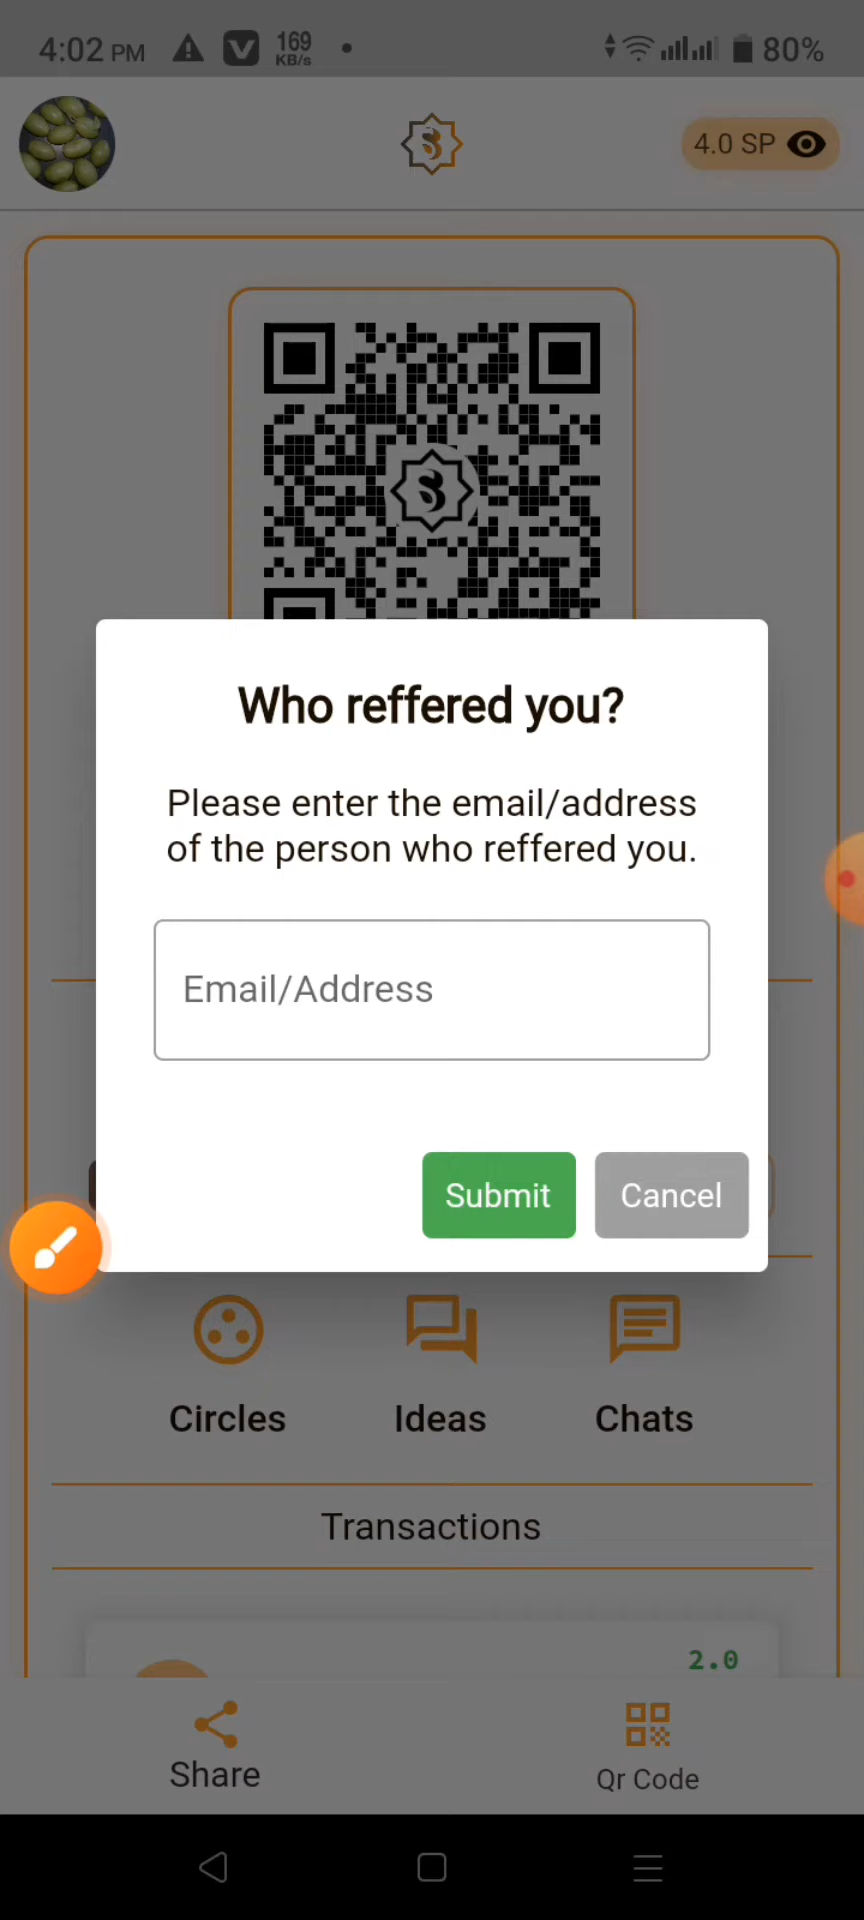 4:02 PM
169
KB/s
80%
4.0 SP
Who reffered you?
Please enter the email/address
of the person who reffered you.
Email/Address
Submit
Cancel
Circles
Ideas
Chats
Transactions
2.0
Share
Qr Code